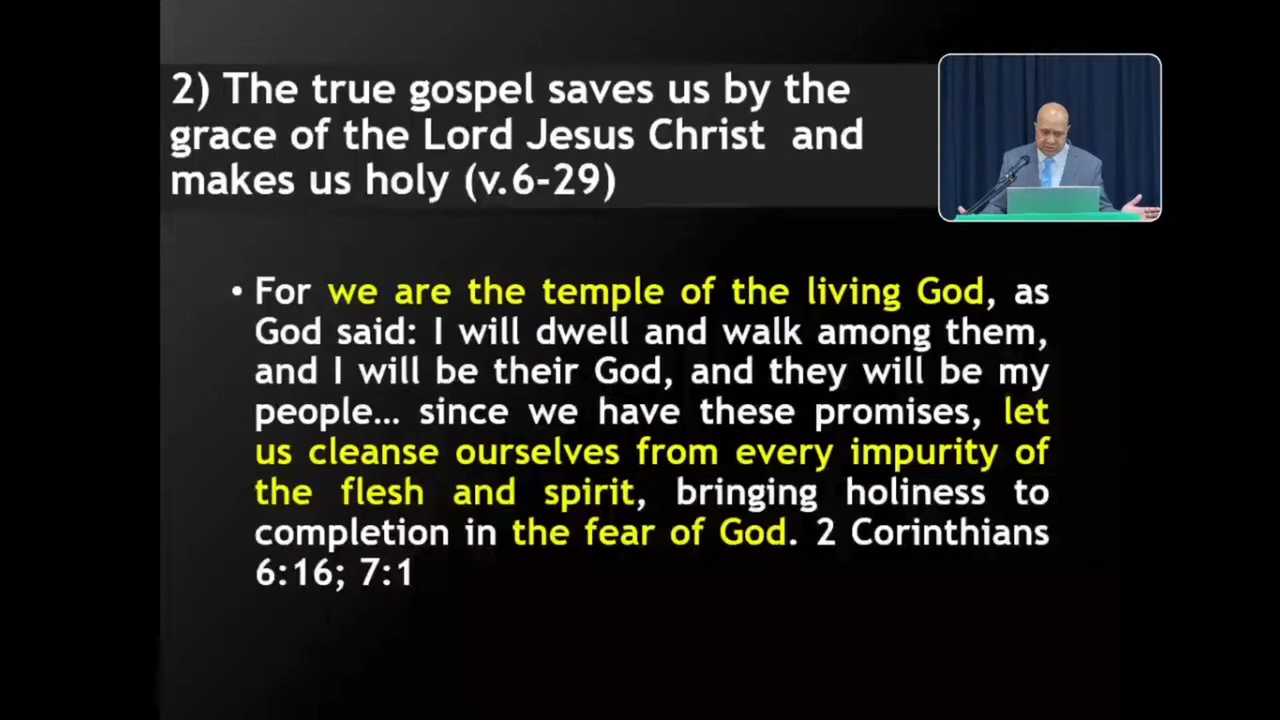 2) The true gospel saves us by the
grace of the Lord Jesus Christ and
makes us holy (v.6-29)
• For we are the temple of the living God, as
God said: I will dwell and walk among them,
and I will be their God, and they will be my
people… since we have these promises, let
us cleanse ourselves from every impurity of
the flesh and spirit, bringing holiness to
completion in the fear of God. 2 Corinthians
6:16; 7:1